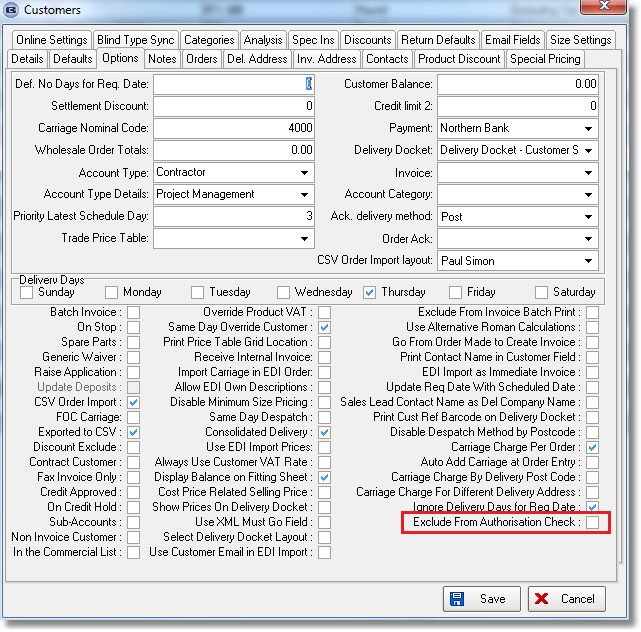 Customers
Online Settings Blind Type Sync Categories Analysis Spec Ins Discounts Return Defaults Email Fields Size Settings
Details Defaults Options Notes Orders Del. Address Inv. Address Contacts Product Discount Special Pricing
Def. No Days for Req. Date: 0 Customer Balance: 0.00
Settlement Discount: 0 Credit limit 2: 0
Carriage Nominal Code: 4000 Payment: Northern Bank
Wholesale Order Totals: 0.00 Delivery Docket: Delivery Docket - Customer S
Account Type: Contractor Invoice:
Account Type Details: Project Management Account Category:
Priority Latest Schedule Day: 3 Ack. delivery method: Post
Trade Price Table: Order Ack:
CSV Order Import layout: Paul Simon
Delivery Days
Sunday Monday Tuesday Wednesday Thursday Friday Saturday
Batch Invoice : Override Product VAT : Exclude From Invoice Batch Print :
On Stop : Same Day Override Customer : Use Alternative Roman Calculations :
Spare Parts : Print Price Table Grid Location : Go From Order Made to Create Invoice :
Generic Waiver : Receive Internal Invoice: Print Contact Name in Customer Field :
Raise Application : Import Carriage in EDI Order: EDI Import as Immediate Invoice :
Update Deposits : Allow EDI Own Descriptions : Update Req Date With Scheduled Date :
CSV Order Import : Disable Minimum Size Pricing : Sales Lead Contact Name as Del Company Name :
FOC Carriage: Same Day Despatch : Print Cust Ref Barcode on Delivery Docket :
Exported to CSV : Consolidated Delivery : Disable Despatch Method by Postcode :
Discount Exclude : Use EDI Import Prices: Carriage Charge Per Order :
Contract Customer : Always Use Customer VAT Rate : Auto Add Carriage at Order Entry :
Fax Invoice Only : Display Balance on Fitting Sheet : Carriage Charge By Delivery Post Code :
Credit Approved : Cost Price Related Selling Price : Carriage Charge For Different Delivery Address :
On Credit Hold : Show Prices On Delivery Docket : Ignore Delivery Days for Req Date :
Sub-Accounts : Use XML Must Go Field : Exclude From Authorisation Check :
Non Invoice Customer : Select Delivery Docket Layout :
In the Commercial List : Use Customer Email in EDI Import :
Save Cancel